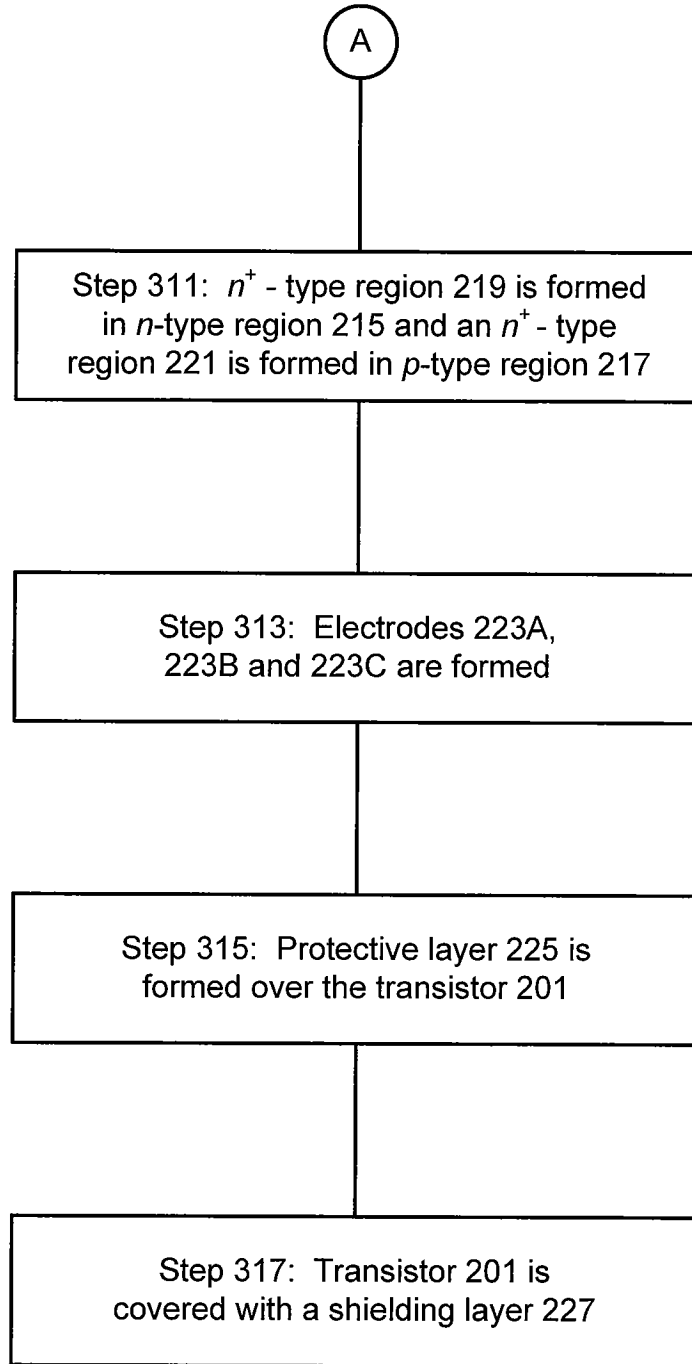 A
Step 311: n⁺ - type region 219 is formed
in n-type region 215 and an n⁺ - type
region 221 is formed in p-type region 217
Step 313: Electrodes 223A,
223B and 223C are formed
Step 315: Protective layer 225 is
formed over the transistor 201
Step 317: Transistor 201 is
covered with a shielding layer 227